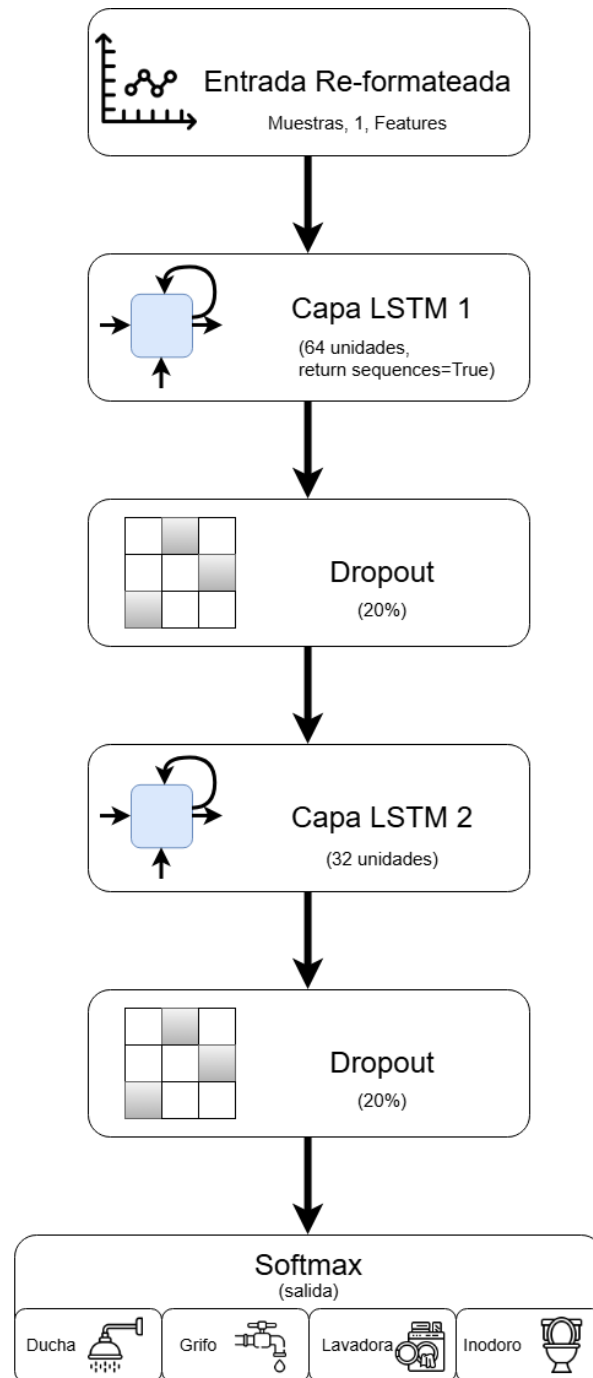 Entrada Re-formateada
Muestras, 1, Features
Capa LSTM 1
(64 unidades,
return sequences=True)
Dropout
(20%)
Capa LSTM 2
(32 unidades)
Dropout
(20%)
Softmax
(salida)
Ducha
Grifo
Lavadora
Inodoro